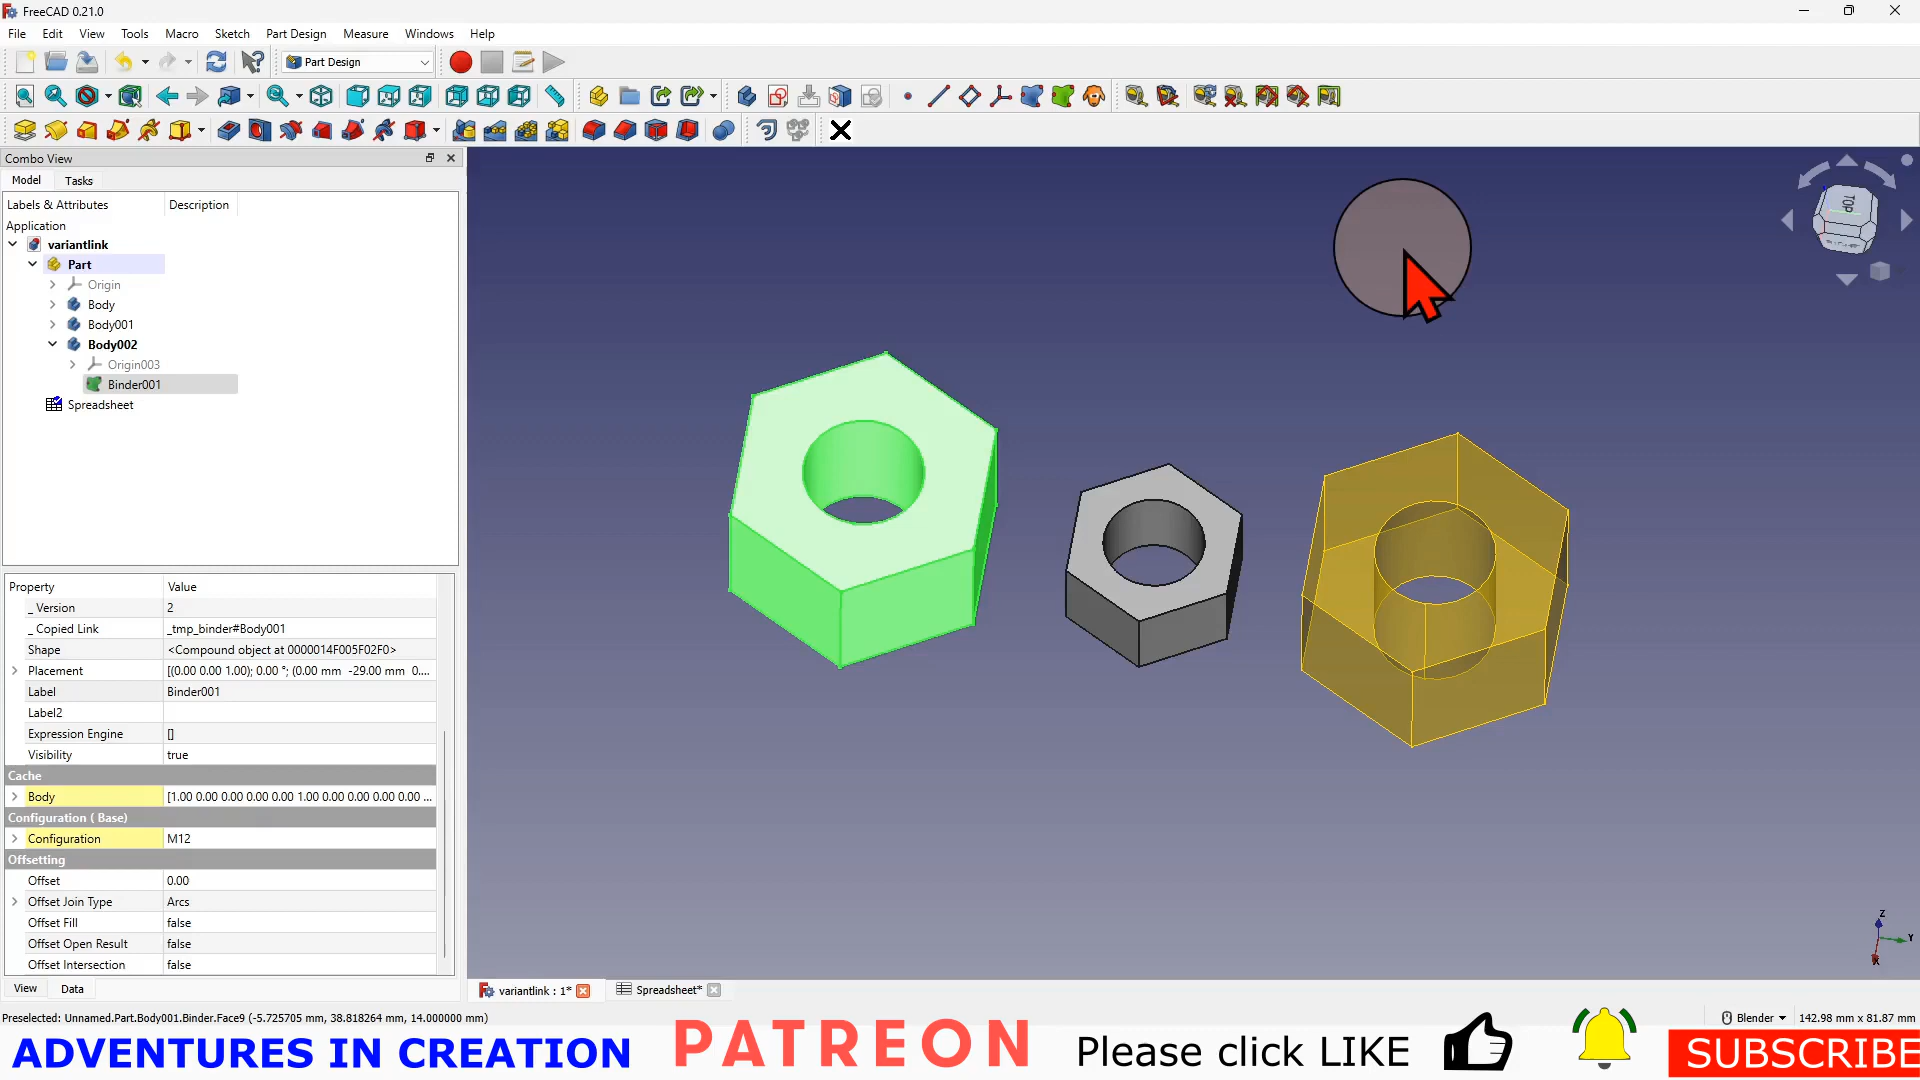 FreeCAD 0.21.0
File Edit View Tools Macro Sketch Part Design Measure Windows Help
Part Design
Combo View
Model Tasks
Labels & Attributes Description
Application
variantlink
Part
Origin
Body
Body001
Body002
Origin003
Binder001
Spreadsheet
TOP
Property Value
_ Version 2
_ Copied Link _tmp_binder#Body001
Shape <Compound object at 0000014F005F02F0>
Placement [(0.00 0.00 1.00); 0.00 °; (0.00 mm -29.00 mm 0....
Label Binder001
Label2
Expression Engine []
Visibility true
Cache
Body [1.00 0.00 0.00 0.00 0.00 1.00 0.00 0.00 0.00 0.00 ...
Configuration ( Base)
Configuration M12
Offsetting
Offset 0.00
Offset Join Type Arcs
Offset Fill false
Offset Open Result false
Offset Intersection false
View Data
variantlink : 1* Spreadsheet*
Z
Y
X
Preselected: Unnamed.Part.Body001.Binder.Face9 (-5.725705 mm, 38.818264 mm, 14.000000 mm)
Blender 142.98 mm x 81.87 mm
ADVENTURES IN CREATION PATREON Please click LIKE SUBSCRIBE